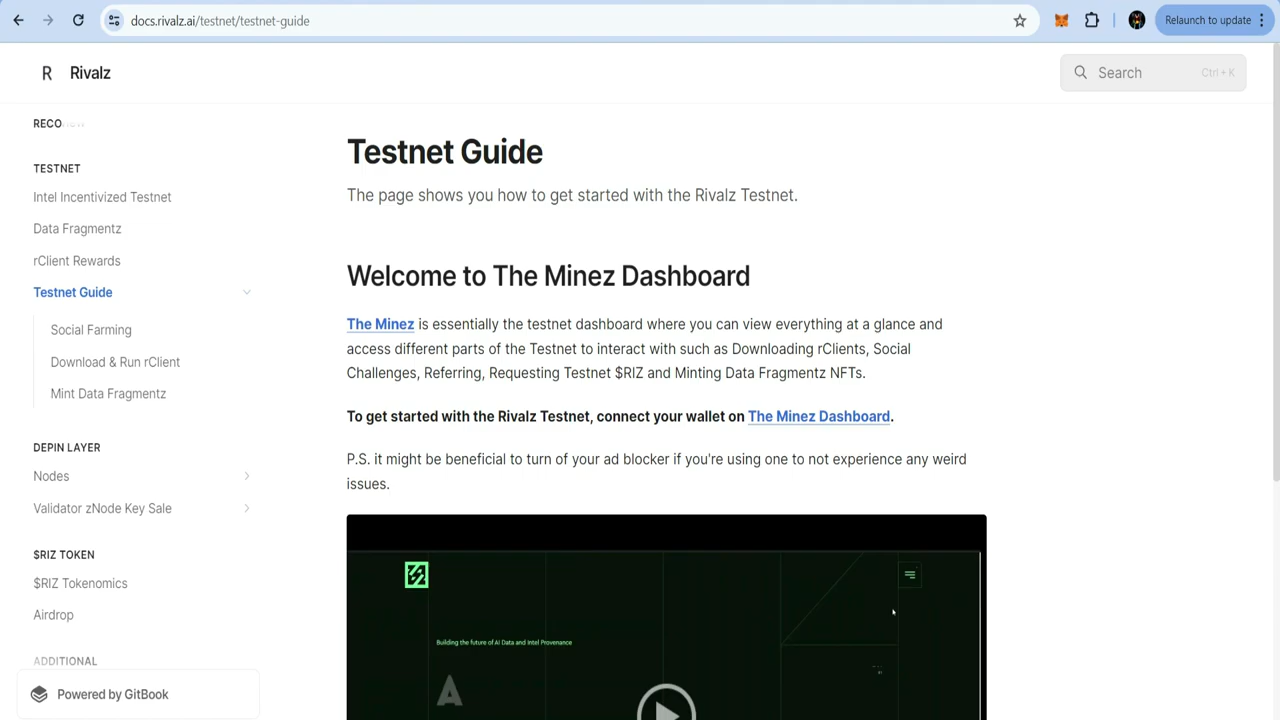 docs.rivalz.ai/testnet/testnet-guide
Relaunch to update
R Rivalz
Search Ctrl + K
RECO
TESTNET
Intel Incentivized Testnet
Data Fragmentz
rClient Rewards
Testnet Guide
Social Farming
Download & Run rClient
Mint Data Fragmentz
DEPIN LAYER
Nodes
Validator zNode Key Sale
$RIZ TOKEN
$RIZ Tokenomics
Airdrop
ADDITIONAL
Powered by GitBook
Testnet Guide
The page shows you how to get started with the Rivalz Testnet.
Welcome to The Minez Dashboard
The Minez is essentially the testnet dashboard where you can view everything at a glance and
access different parts of the Testnet to interact with such as Downloading rClients, Social
Challenges, Referring, Requesting Testnet $RIZ and Minting Data Fragmentz NFTs.
To get started with the Rivalz Testnet, connect your wallet on The Minez Dashboard.
P.S. it might be beneficial to turn of your ad blocker if you're using one to not experience any weird
issues.
Building the future of AI Data and Intel Provenance
A